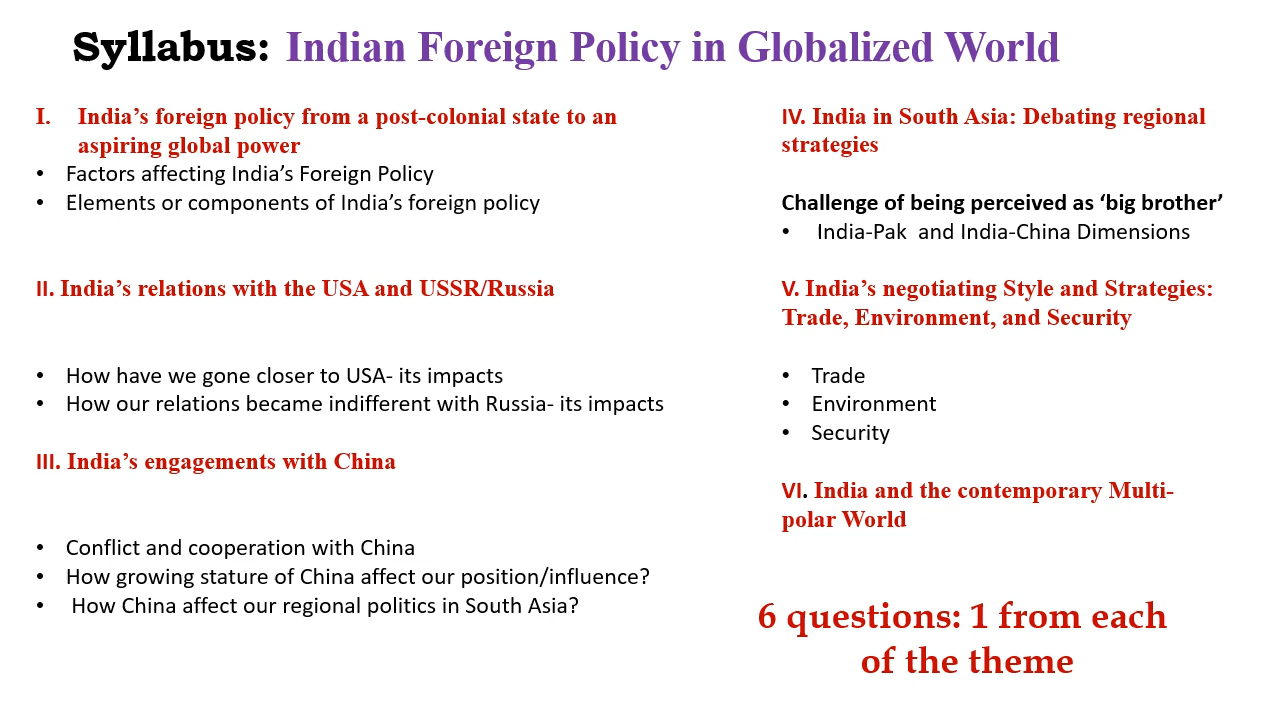 Syllabus: Indian Foreign Policy in Globalized World
I. India’s foreign policy from a post-colonial state to an
aspiring global power
• Factors affecting India’s Foreign Policy
• Elements or components of India’s foreign policy
II. India’s relations with the USA and USSR/Russia
• How have we gone closer to USA- its impacts
• How our relations became indifferent with Russia- its impacts
III. India’s engagements with China
• Conflict and cooperation with China
• How growing stature of China affect our position/influence?
• How China affect our regional politics in South Asia?
IV. India in South Asia: Debating regional
strategies
Challenge of being perceived as ‘big brother’
• India-Pak and India-China Dimensions
V. India’s negotiating Style and Strategies:
Trade, Environment, and Security
• Trade
• Environment
• Security
VI. India and the contemporary Multi-
polar World
6 questions: 1 from each
of the theme